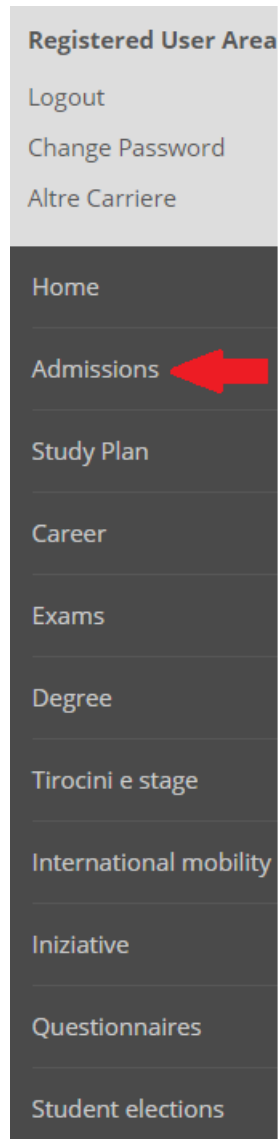 Registered User Area
Logout
Change Password
Altre Carriere
Home
Admissions
Study Plan
Career
Exams
Degree
Tirocini e stage
International mobility
Iniziative
Questionnaires
Student elections